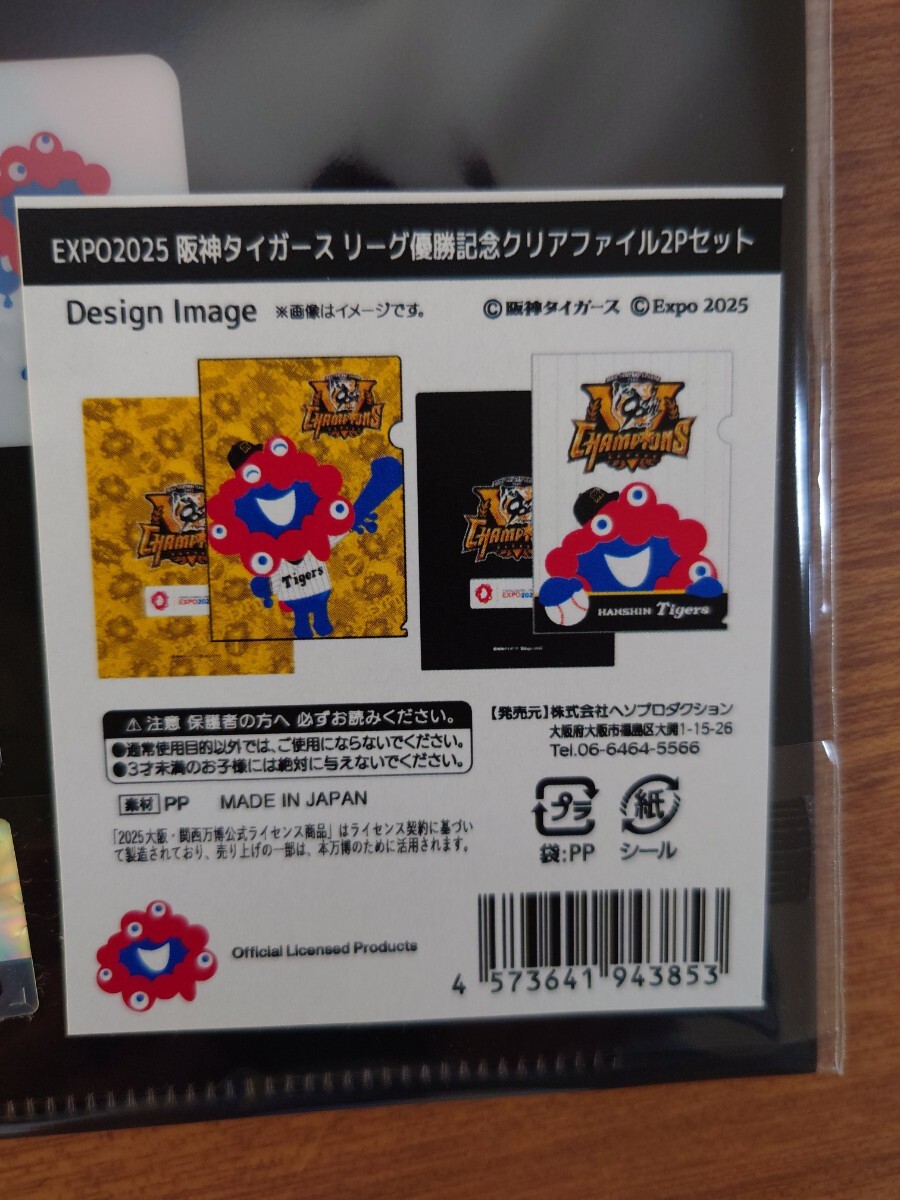 EXPO2025 阪神タイガース リーグ優勝記念クリアファイル2Pセット
Design Image ※画像はイメージです。 ©阪神タイガース ©Expo 2025
CHAMPIONS
CHAMPIONS
Tigers
HANSHIN Tigers
⚠注意 保護者の方へ 必ずお読みください。
●通常使用目的以外では、ご使用にならないでください。
●3才未満のお子様には絶対に与えないでください。
【発売元】株式会社ヘソプロダクション
大阪府大阪市福島区大開1-15-26
Tel.06-6464-5566
素材 PP MADE IN JAPAN
「2025大阪・関西万博公式ライセンス商品」はライセンス契約に基づい
て製造されており、売り上げの一部は、本万博のために活用されます。
プラ 紙
袋:PP シール
Official Licensed Products
4 573641 943853